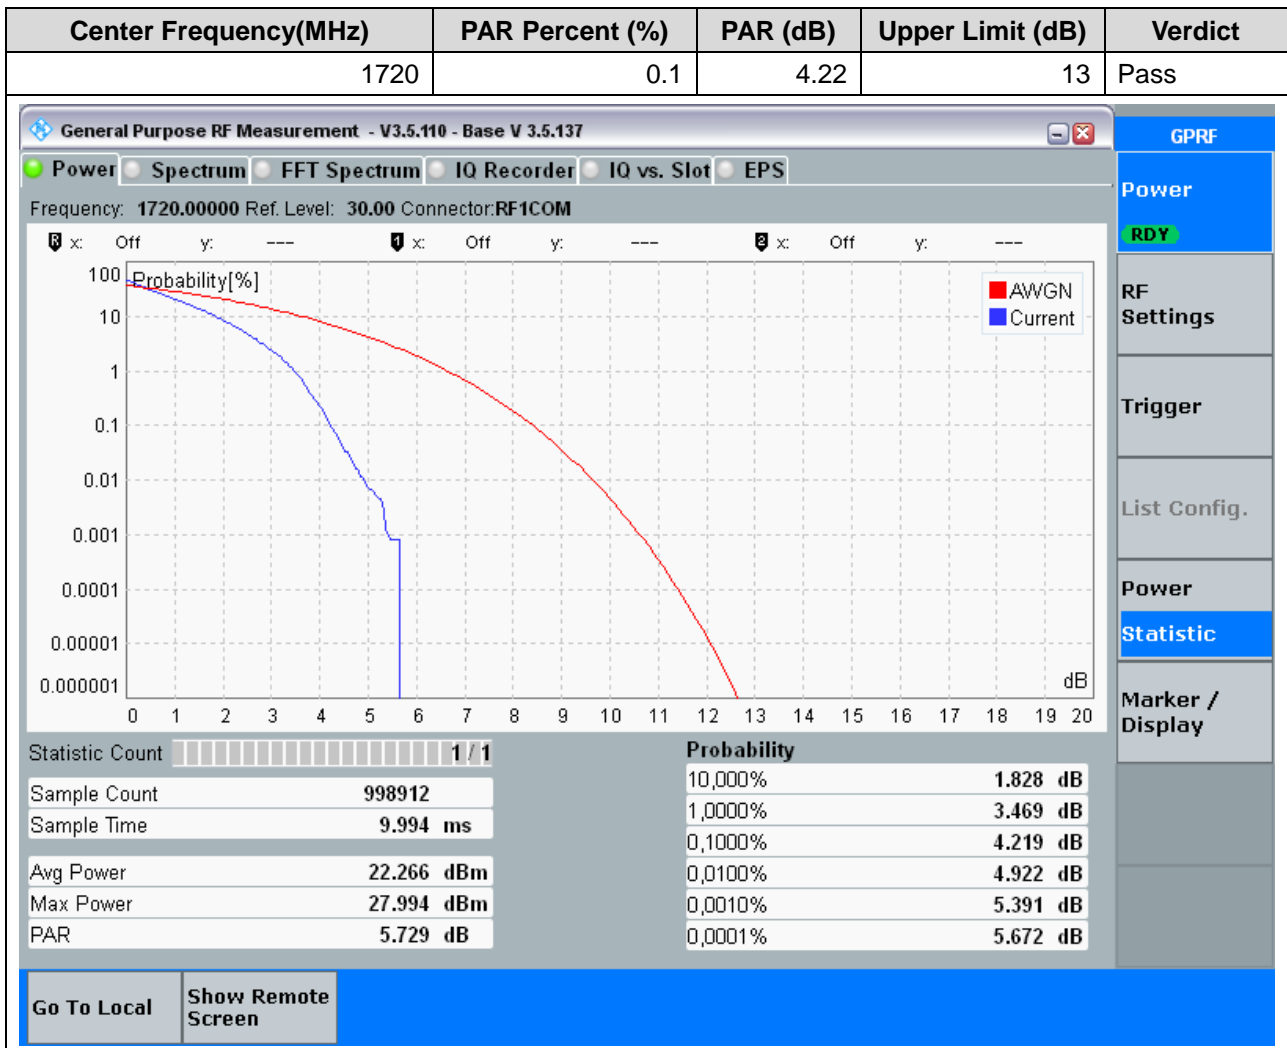 Center Frequency(MHz) PAR Percent (%) PAR (dB) Upper Limit (dB) Verdict
1720 0.1 4.22 13 Pass
General Purpose RF Measurement - V3.5.110 - Base V 3.5.137
Power Spectrum FFT Spectrum IQ Recorder IQ vs. Slot EPS
Frequency: 1720.00000 Ref. Level: 30.00 Connector:RF1COM
R x: Off y: --- 1 x: Off y: --- 2 x: Off y: ---
Probability[%]
100
10
1
0.1
0.01
0.001
0.0001
0.00001
0.000001
AWGN
Current
dB
0 1 2 3 4 5 6 7 8 9 10 11 12 13 14 15 16 17 18 19 20
Statistic Count 1 / 1
Sample Count 998912
Sample Time 9.994 ms
Avg Power 22.266 dBm
Max Power 27.994 dBm
PAR 5.729 dB
Probability
10,000% 1.828 dB
1,0000% 3.469 dB
0,1000% 4.219 dB
0,0100% 4.922 dB
0,0010% 5.391 dB
0,0001% 5.672 dB
GPRF
Power
RDY
RF
Settings
Trigger
List Config.
Power
Statistic
Marker /
Display
Go To Local
Show Remote
Screen